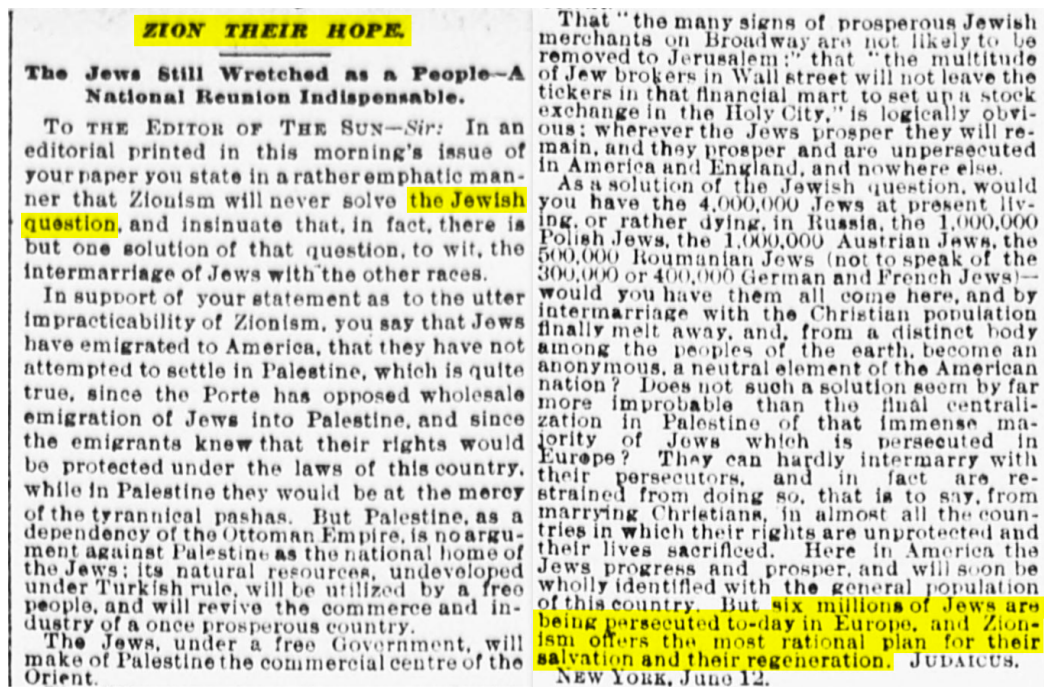 ZION THEIR HOPE.
The Jews Still Wretched as a People—A
National Reunion Indispensable.
To THE EDITOR OF THE SUN—Sir: In an
editorial printed in this morning's issue of
your paper you state in a rather emphatic man-
ner that Zionism will never solve the Jewish
question, and insinuate that, in fact, there is
but one solution of that question, to wit, the
intermarriage of Jews with the other races.
In support of your statement as to the utter
impracticability of Zionism, you say that Jews
have emigrated to America, that they have not
attempted to settle in Palestine, which is quite
true, since the Porte has opposed wholesale
emigration of Jews into Palestine, and since
the emigrants knew that their rights would
be protected under the laws of this country,
while in Palestine they would be at the mercy
of the tyrannical pashas. But Palestine, as a
dependency of the Ottoman Empire, is no argu-
ment against Palestine as the national home of
the Jews; its natural resources, undeveloped
under Turkish rule, will be utilized by a free
people, and will revive the commerce and in-
dustry of a once prosperous country.
The Jews, under a free Government, will
make of Palestine the commercial centre of the
Orient.
That "the many signs of prosperous Jewish
merchants on Broadway are not likely to be
removed to Jerusalem;" that "the multitude
of Jew brokers in Wall street will not leave the
tickers in that financial mart to set up a stock
exchange in the Holy City," is logically obvi-
ous; wherever the Jews prosper they will re-
main, and they prosper and are unpersecuted
in America and England, and nowhere else.
As a solution of the Jewish question, would
you have the 4,000,000 Jews at present liv-
ing, or rather dying, in Russia, the 1,000,000
Polish Jews, the 1,000,000 Austrian Jews, the
500,000 Roumanian Jews (not to speak of the
300,000 or 400,000 German and French Jews)—
would you have them all come here, and by
intermarriage with the Christian population
finally melt away, and, from a distinct body
among the peoples of the earth, become an
anonymous, a neutral element of the American
nation? Does not such a solution seem by far
more improbable than the final centrali-
zation in Palestine of that immense ma-
jority of Jews which is persecuted in
Europe? They can hardly intermarry with
their persecutors, and in fact are re-
strained from doing so, that is to say, from
marrying Christians, in almost all the coun-
tries in which their rights are unprotected and
their lives sacrificed. Here in America the
Jews progress and prosper, and will soon be
wholly identified with the general population
of this country. But six millions of Jews are
being persecuted to-day in Europe, and Zion-
ism offers the most rational plan for their
salvation and their regeneration. JUDAICUS.
NEW YORK, June 12.